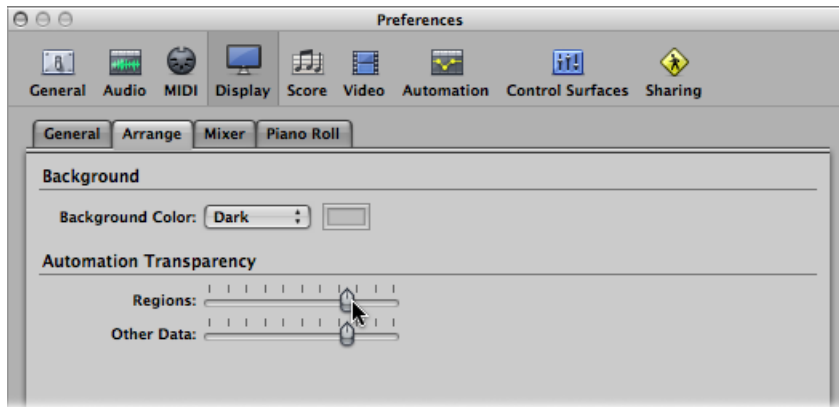 Preferences
General Audio MIDI Display Score Video Automation Control Surfaces Sharing
General Arrange Mixer Piano Roll
Background
Background Color: Dark
Automation Transparency
Regions:
Other Data: